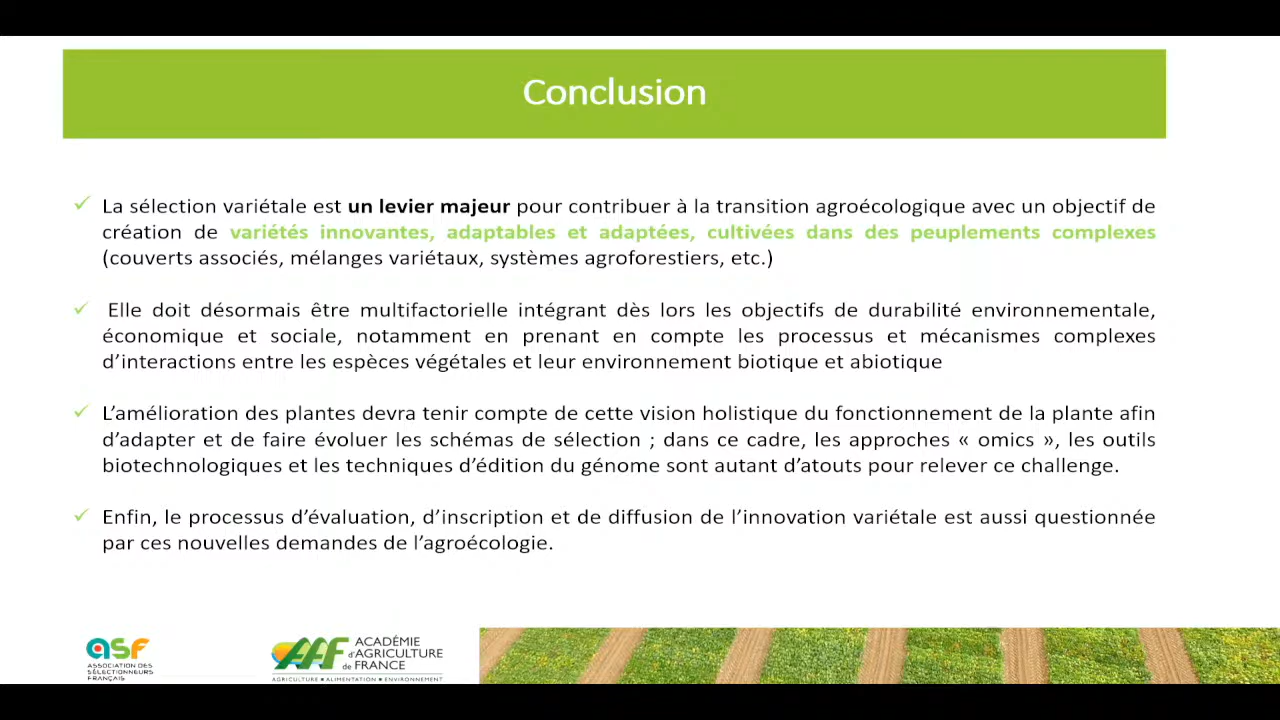 Conclusion
✓ La sélection variétale est un levier majeur pour contribuer à la transition agroécologique avec un objectif de
création de variétés innovantes, adaptables et adaptées, cultivées dans des peuplements complexes
(couverts associés, mélanges variétaux, systèmes agroforestiers, etc.)
✓ Elle doit désormais être multifactorielle intégrant dès lors les objectifs de durabilité environnementale,
économique et sociale, notamment en prenant en compte les processus et mécanismes complexes
d’interactions entre les espèces végétales et leur environnement biotique et abiotique
✓ L’amélioration des plantes devra tenir compte de cette vision holistique du fonctionnement de la plante afin
d’adapter et de faire évoluer les schémas de sélection ; dans ce cadre, les approches « omics », les outils
biotechnologiques et les techniques d’édition du génome sont autant d’atouts pour relever ce challenge.
✓ Enfin, le processus d’évaluation, d’inscription et de diffusion de l’innovation variétale est aussi questionnée
par ces nouvelles demandes de l’agroécologie.
asf
ASSOCIATION DES
SÉLECTIONNEURS
FRANÇAIS
AAF
ACADÉMIE
d'AGRICULTURE
de FRANCE
AGRICULTURE ▪ ALIMENTATION ▪ ENVIRONNEMENT